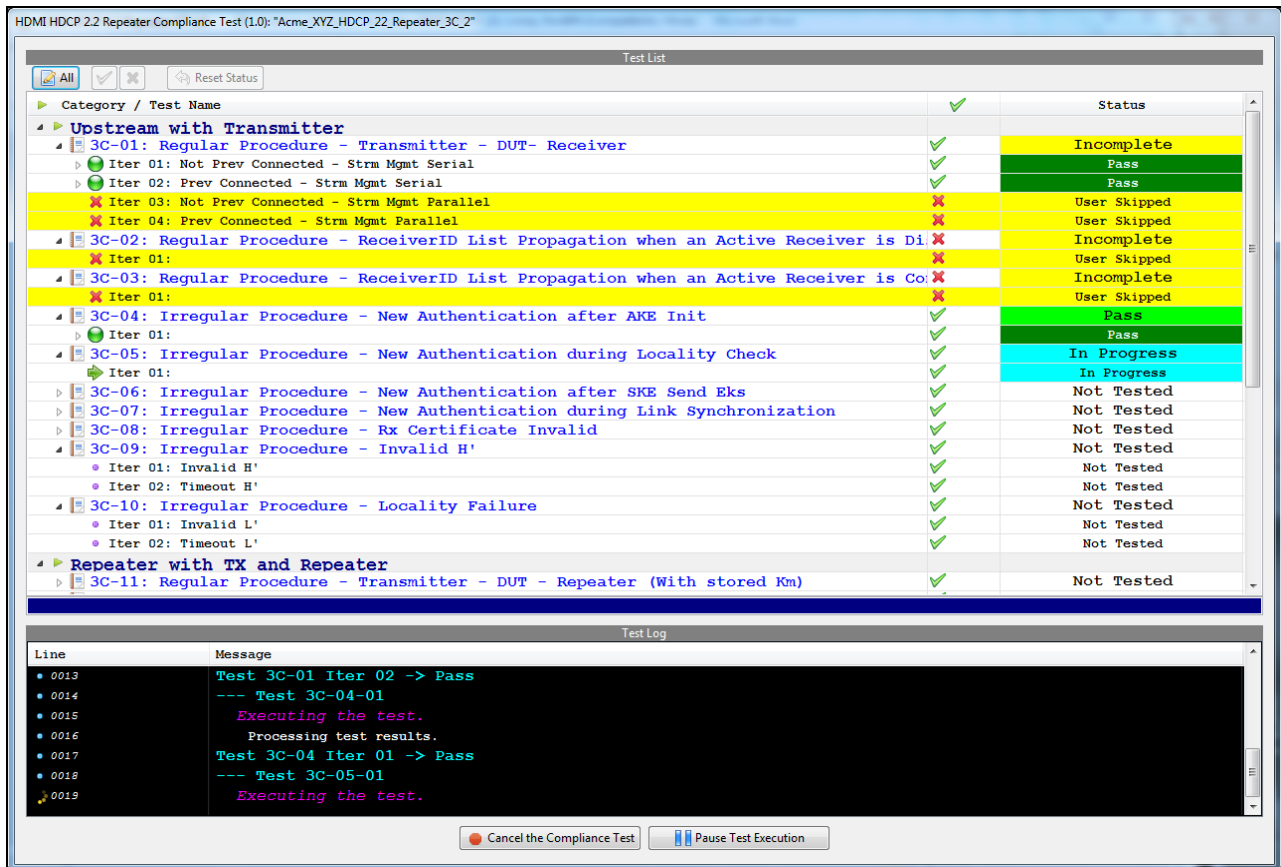 HDMI HDCP 2.2 Repeater Compliance Test (1.0): "Acme_XYZ_HDCP_22_Repeater_3C_2"
Test List
All Reset Status
Category / Test Name Status
Upstream with Transmitter
3C-01: Regular Procedure - Transmitter - DUT- Receiver Incomplete
Iter 01: Not Prev Connected - Strm Mgmt Serial Pass
Iter 02: Prev Connected - Strm Mgmt Serial Pass
Iter 03: Not Prev Connected - Strm Mgmt Parallel User Skipped
Iter 04: Prev Connected - Strm Mgmt Parallel User Skipped
3C-02: Regular Procedure - ReceiverID List Propagation when an Active Receiver is Di Incomplete
Iter 01: User Skipped
3C-03: Regular Procedure - ReceiverID List Propagation when an Active Receiver is Co Incomplete
Iter 01: User Skipped
3C-04: Irregular Procedure - New Authentication after AKE Init Pass
Iter 01: Pass
3C-05: Irregular Procedure - New Authentication during Locality Check In Progress
Iter 01: In Progress
3C-06: Irregular Procedure - New Authentication after SKE Send Eks Not Tested
3C-07: Irregular Procedure - New Authentication during Link Synchronization Not Tested
3C-08: Irregular Procedure - Rx Certificate Invalid Not Tested
3C-09: Irregular Procedure - Invalid H' Not Tested
Iter 01: Invalid H' Not Tested
Iter 02: Timeout H' Not Tested
3C-10: Irregular Procedure - Locality Failure Not Tested
Iter 01: Invalid L' Not Tested
Iter 02: Timeout L' Not Tested
Repeater with TX and Repeater
3C-11: Regular Procedure - Transmitter - DUT - Repeater (With stored Km) Not Tested
Test Log
Line Message
0013 Test 3C-01 Iter 02 -> Pass
0014 --- Test 3C-04-01
0015 Executing the test.
0016 Processing test results.
0017 Test 3C-04 Iter 01 -> Pass
0018 --- Test 3C-05-01
0019 Executing the test.
Cancel the Compliance Test Pause Test Execution